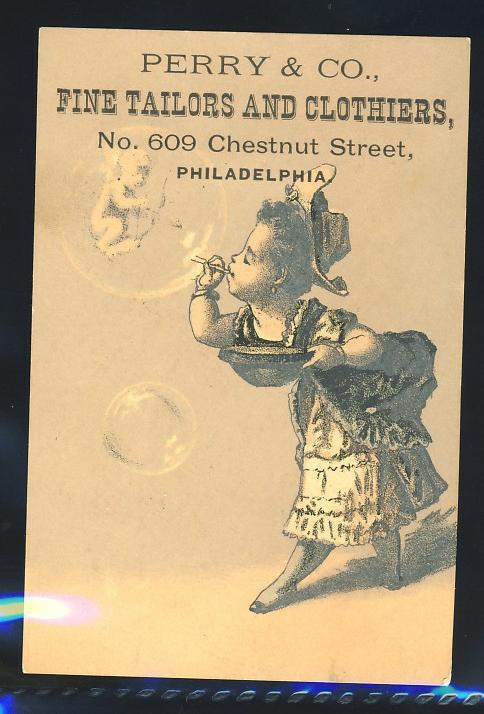 PERRY & CO.,
FINE TAILORS AND CLOTHIERS,
No. 609 Chestnut Street,
PHILADELPHIA.